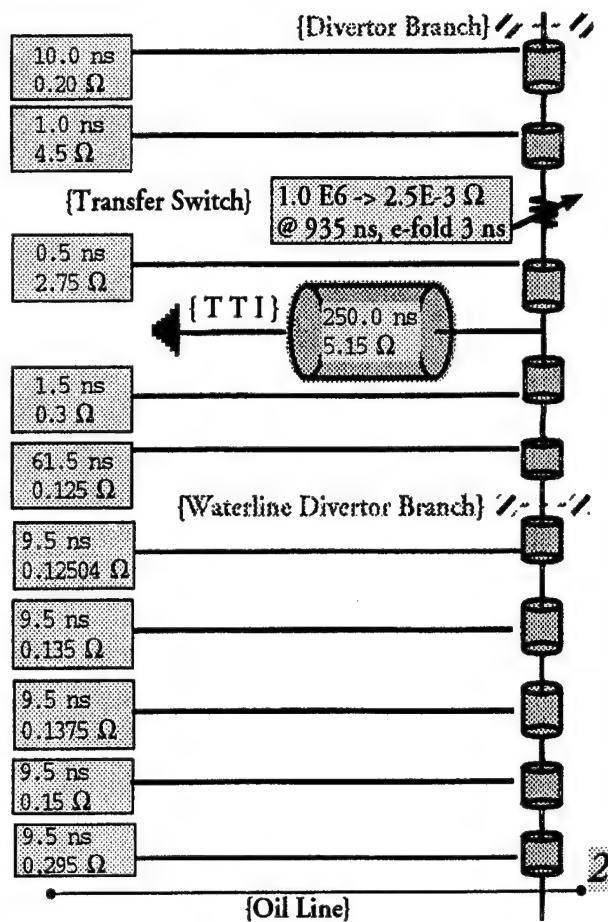 {Divertor Branch}
10.0 ns
0.20 Ω
1.0 ns
4.5 Ω
{Transfer Switch}
1.0 E6 -> 2.5E-3 Ω
@ 935 ns, e-fold 3 ns
0.5 ns
2.75 Ω
{TTI}
250.0 ns
5.15 Ω
1.5 ns
0.3 Ω
61.5 ns
0.125 Ω
{Waterline Divertor Branch}
9.5 ns
0.12504 Ω
9.5 ns
0.135 Ω
9.5 ns
0.1375 Ω
9.5 ns
0.15 Ω
9.5 ns
0.295 Ω
2
{Oil Line}